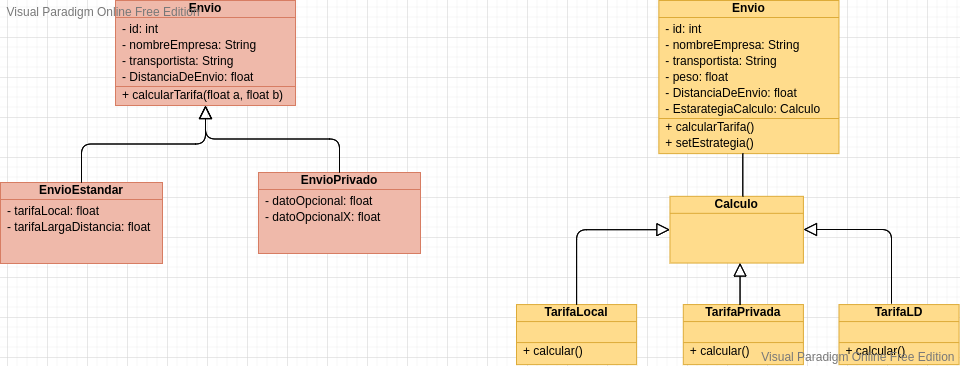 Visual Paradigm Online Free Edition
Envio
- id: int
- nombreEmpresa: String
- transportista: String
- DistanciaDeEnvio: float
+ calcularTarifa(float a, float b)
EnvioEstandar
- tarifaLocal: float
- tarifaLargaDistancia: float
EnvioPrivado
- datoOpcional: float
- datoOpcionalX: float
Envio
- id: int
- nombreEmpresa: String
- transportista: String
- peso: float
- DistanciaDeEnvio: float
- EstarategiaCalculo: Calculo
+ calcularTarifa()
+ setEstrategia()
Calculo
TarifaLocal
+ calcular()
TarifaPrivada
+ calcular()
TarifaLD
+ calcular()
Visual Paradigm Online Free Edition